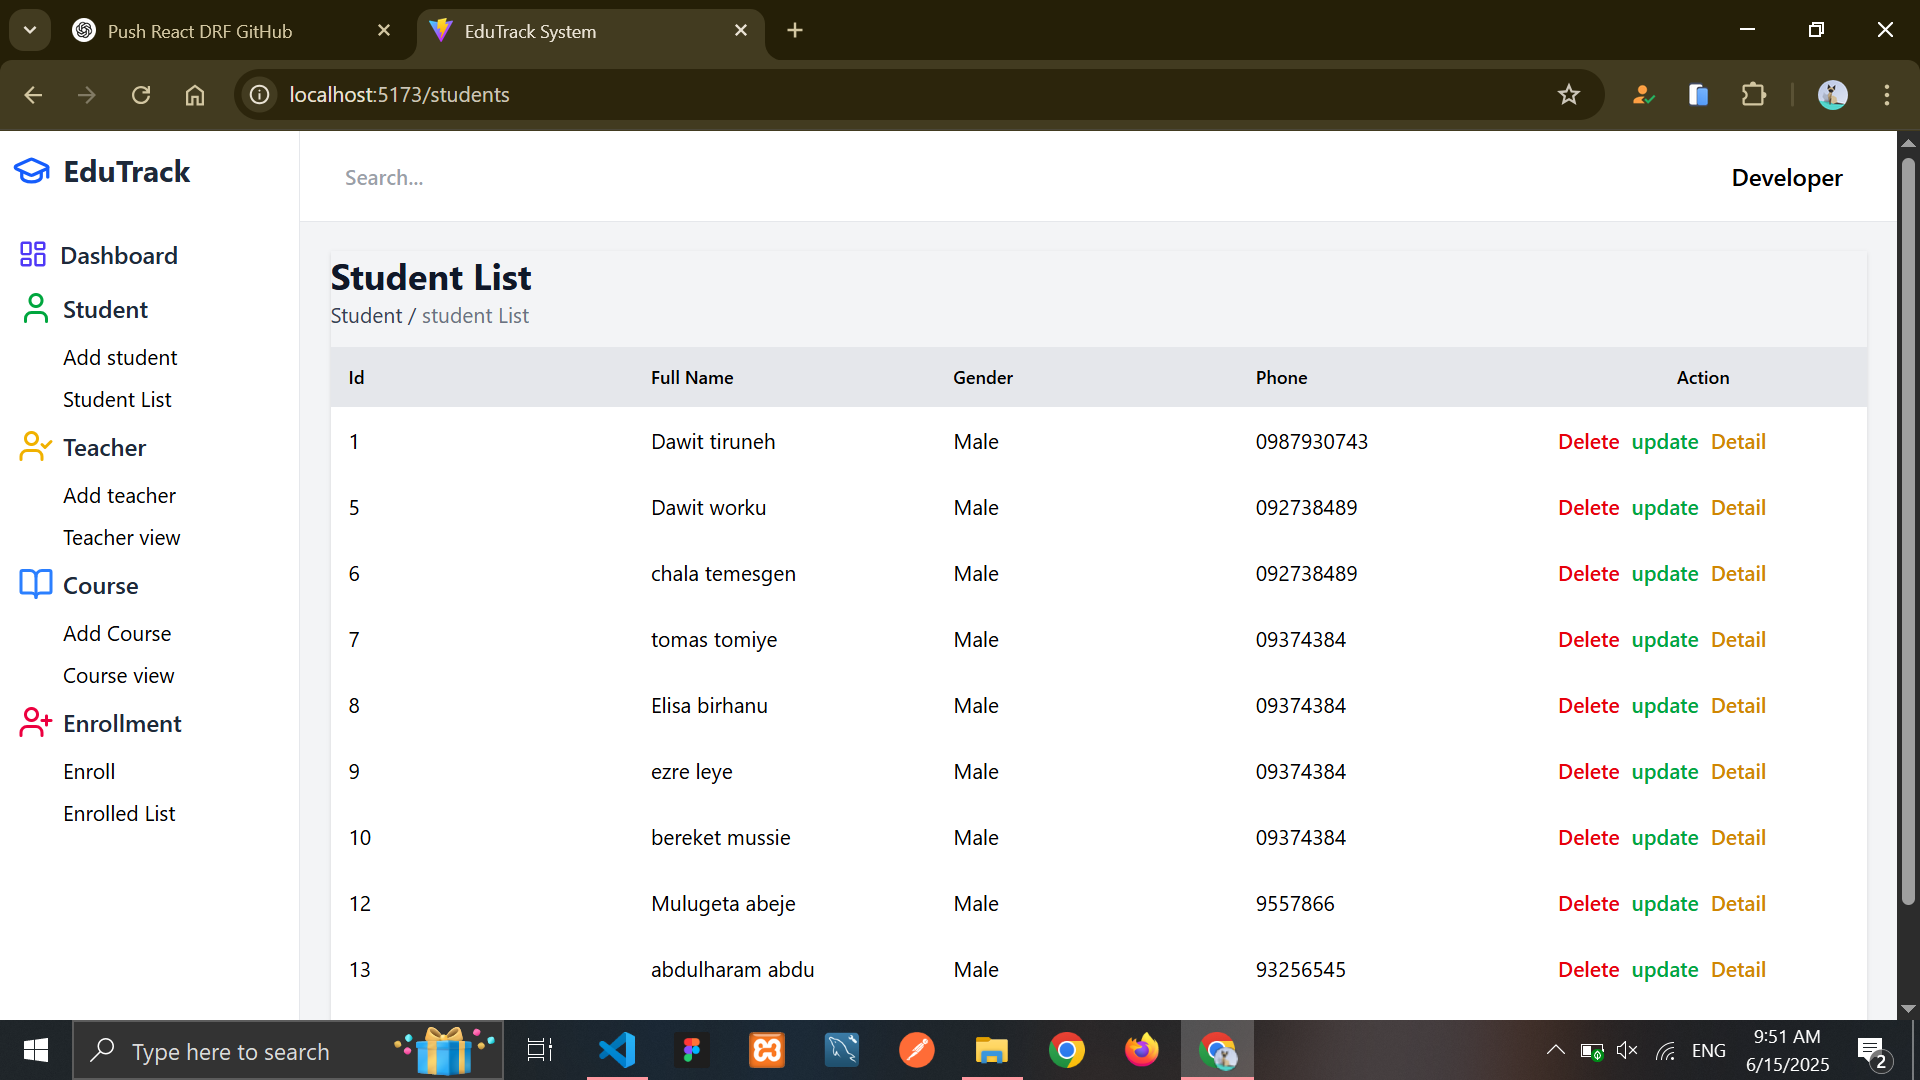 Push React DRF GitHub
EduTrack System
localhost:5173/students
EduTrack
Search...
Developer
Dashboard
Student
Add student
Student List
Teacher
Add teacher
Teacher view
Course
Add Course
Course view
Enrollment
Enroll
Enrolled List
Student List
Student / student List
Id Full Name Gender Phone Action
1 Dawit tiruneh Male 0987930743 Delete update Detail
5 Dawit worku Male 092738489 Delete update Detail
6 chala temesgen Male 092738489 Delete update Detail
7 tomas tomiye Male 09374384 Delete update Detail
8 Elisa birhanu Male 09374384 Delete update Detail
9 ezre leye Male 09374384 Delete update Detail
10 bereket mussie Male 09374384 Delete update Detail
12 Mulugeta abeje Male 9557866 Delete update Detail
13 abdulharam abdu Male 93256545 Delete update Detail
Type here to search
ENG
9:51 AM
6/15/2025
2